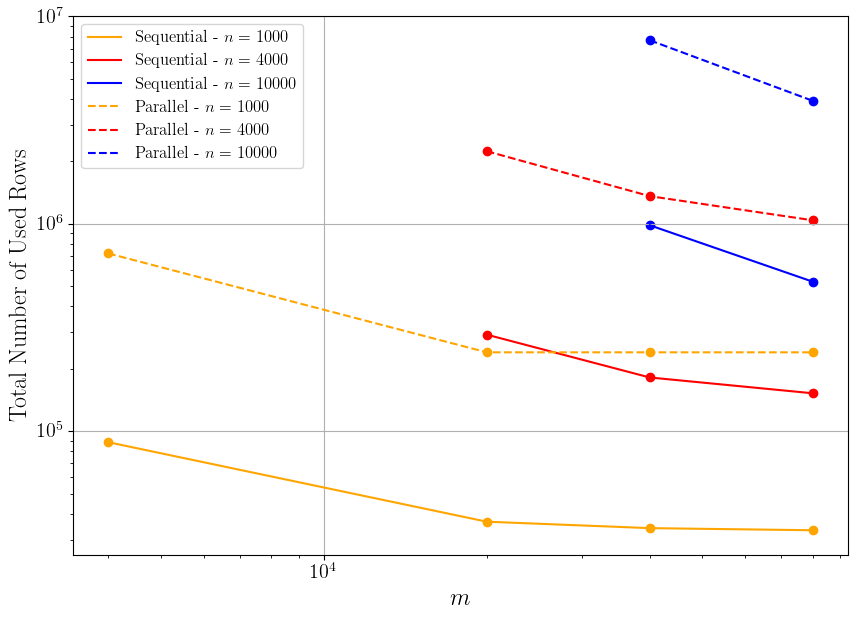 10^7
Sequential - n = 1000
Sequential - n = 4000
Sequential - n = 10000
Parallel - n = 1000
Parallel - n = 4000
Parallel - n = 10000
Total Number of Used Rows
10^6
10^5
10^4
m